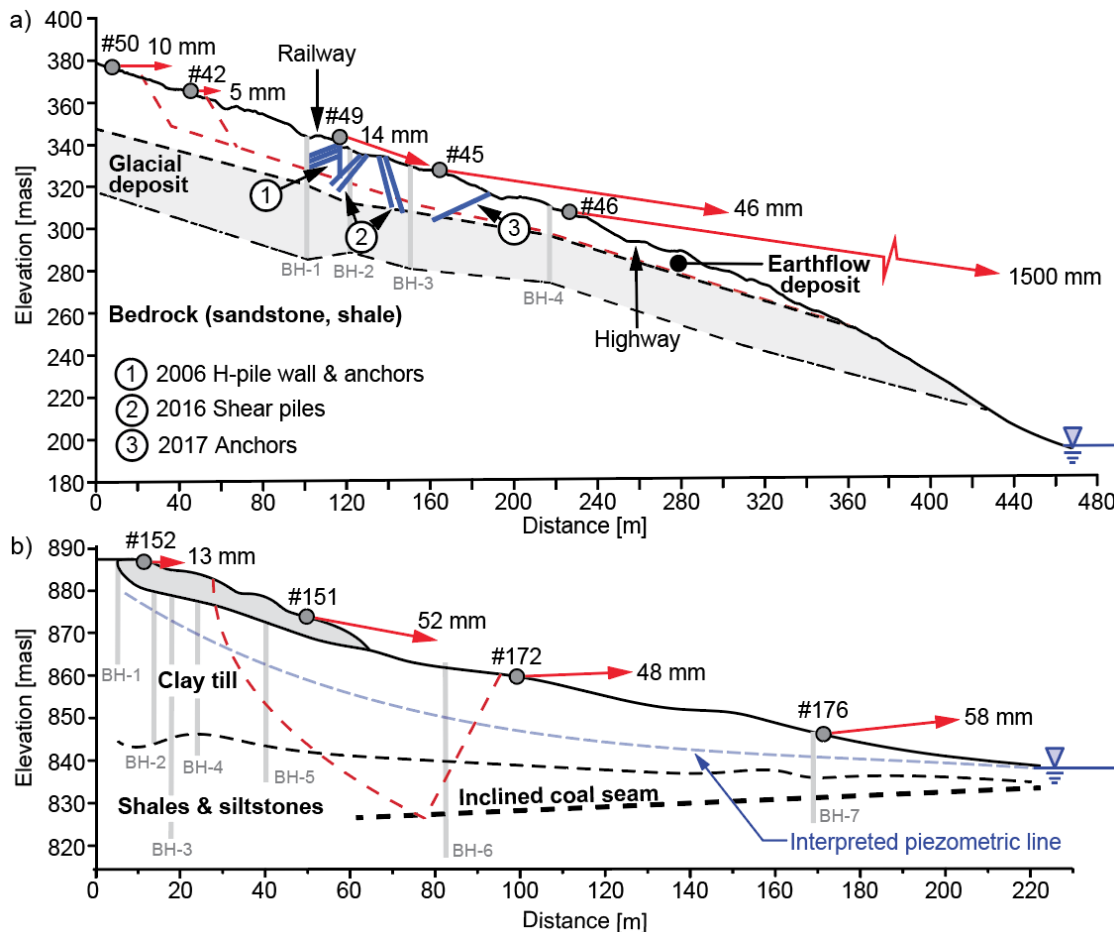 a)
400
380
360
340
320
300
280
260
240
220
200
180
Elevation [masl]
#50 10 mm
#42
5 mm
Railway
#49
14 mm
#45
46 mm
#46
1500 mm
Glacial
deposit
1
2
3
BH-1
BH-2
BH-3
BH-4
Earthflow
deposit
Highway
Bedrock (sandstone, shale)
1 2006 H-pile wall & anchors
2 2016 Shear piles
3 2017 Anchors
0 40 80 120 160 200 240 280 320 360 400 440 480
Distance [m]
b)
890
880
870
860
850
840
830
820
Elevation [masl]
#152
13 mm
#151
52 mm
#172
48 mm
#176
58 mm
BH-1
Clay till
BH-2
BH-4
BH-5
Shales & siltstones
Inclined coal seam
BH-3
BH-6
BH-7
Interpreted piezometric line
0 20 40 60 80 100 120 140 160 180 200 220
Distance [m]